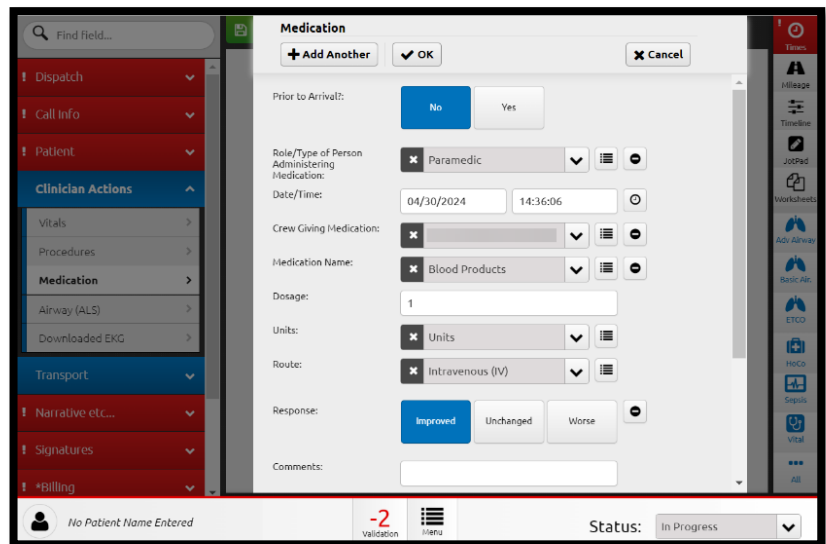 Find field...
! Dispatch
! Call Info
! Patient
Clinician Actions
Vitals
Procedures
Medication
Airway (ALS)
Downloaded EKG
Transport
! Narrative etc...
! Signatures
! *Billing
Medication
Add Another
OK
Cancel
Prior to Arrival?:
No
Yes
Role/Type of Person
Administering
Medication:
Paramedic
Date/Time:
04/30/2024
14:36:06
Crew Giving Medication:
Medication Name:
Blood Products
Dosage:
1
Units:
Units
Route:
Intravenous (IV)
Response:
Improved
Unchanged
Worse
Comments:
!
Times
Mileage
Timeline
JotPad
Worksheets
Adv Airway
Basic Air.
ETCO
HoCo
Sepsis
Vital
All
No Patient Name Entered
-2
Validation
Menu
Status:
In Progress